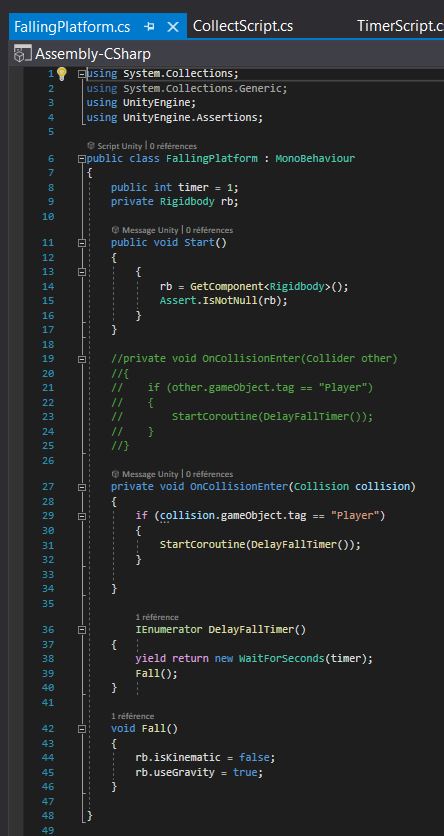 FallingPlatform.cs CollectScript.cs TimerScript.c
Assembly-CSharp
1 using System.Collections;
2 using System.Collections.Generic;
3 using UnityEngine;
4 using UnityEngine.Assertions;
5
Script Unity | 0 références
6 public class FallingPlatform : MonoBehaviour
7 {
8 public int timer = 1;
9 private Rigidbody rb;
10
Message Unity | 0 références
11 public void Start()
12 {
13 {
14 rb = GetComponent<Rigidbody>();
15 Assert.IsNotNull(rb);
16 }
17 }
18
19 //private void OnCollisionEnter(Collider other)
20 //{
21 // if (other.gameObject.tag == "Player")
22 // {
23 // StartCoroutine(DelayFallTimer());
24 // }
25 //}
26
Message Unity | 0 références
27 private void OnCollisionEnter(Collision collision)
28 {
29 if (collision.gameObject.tag == "Player")
30 {
31 StartCoroutine(DelayFallTimer());
32 }
33
34 }
35
1 référence
36 IEnumerator DelayFallTimer()
37 {
38 yield return new WaitForSeconds(timer);
39 Fall();
40 }
41
1 référence
42 void Fall()
43 {
44 rb.isKinematic = false;
45 rb.useGravity = true;
46 }
47
48 }
49